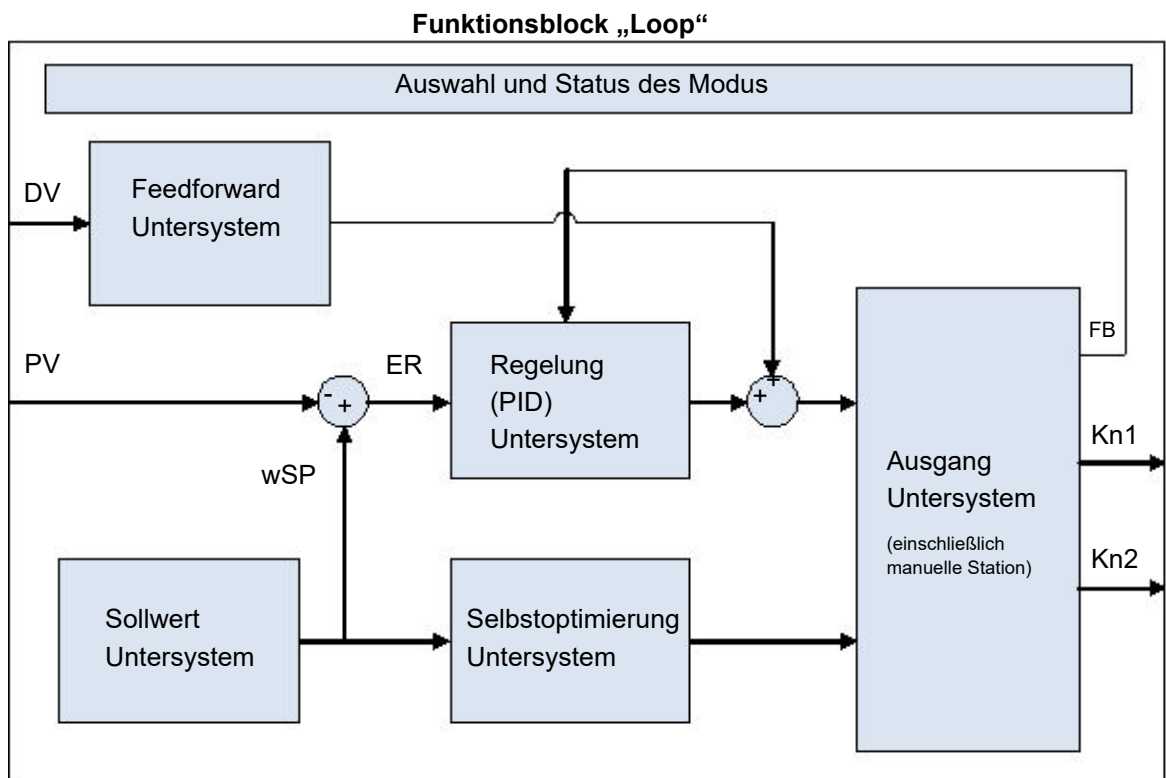 Funktionsblock „Loop“
Auswahl und Status des Modus
DV
Feedforward
Untersystem
PV
-
+
ER
Regelung
(PID)
Untersystem
+
+
FB
Kn1
Kn2
wSP
Ausgang
Untersystem
(einschließlich
manuelle Station)
Sollwert
Untersystem
Selbstoptimierung
Untersystem